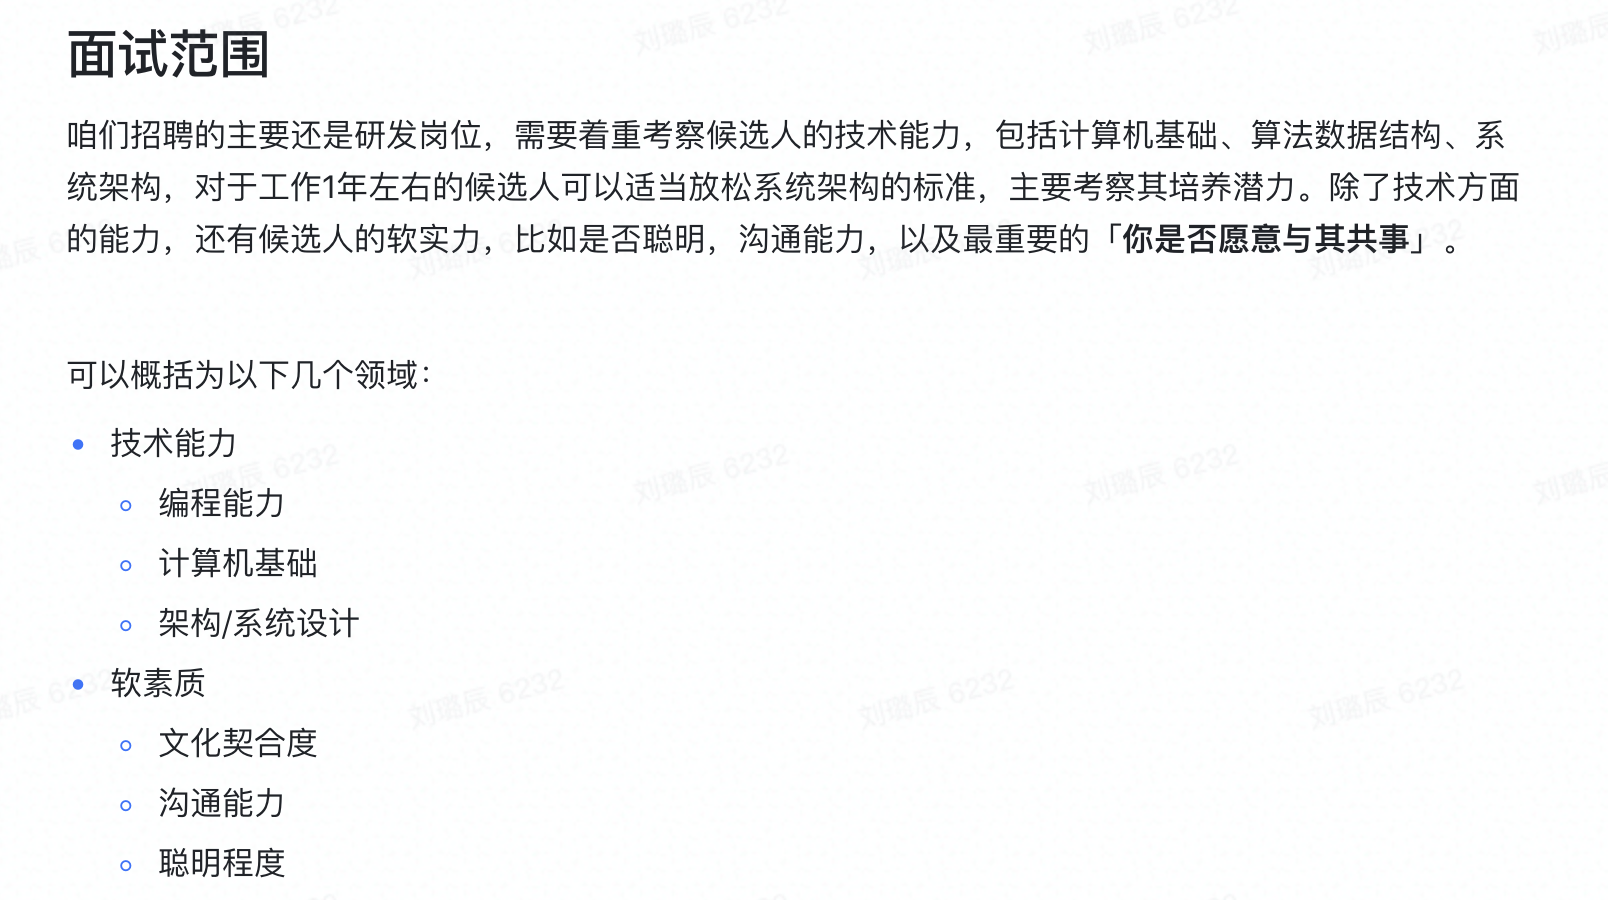 面试范围
咱们招聘的主要还是研发岗位，需要着重考察候选人的技术能力，包括计算机基础、算法数据结构、系
统架构，对于工作1年左右的候选人可以适当放松系统架构的标准，主要考察其培养潜力。除了技术方面
的能力，还有候选人的软实力，比如是否聪明，沟通能力，以及最重要的「你是否愿意与其共事」。
可以概括为以下几个领域：
• 技术能力
◦ 编程能力
◦ 计算机基础
◦ 架构/系统设计
• 软素质
◦ 文化契合度
◦ 沟通能力
◦ 聪明程度
刘璐辰 6232